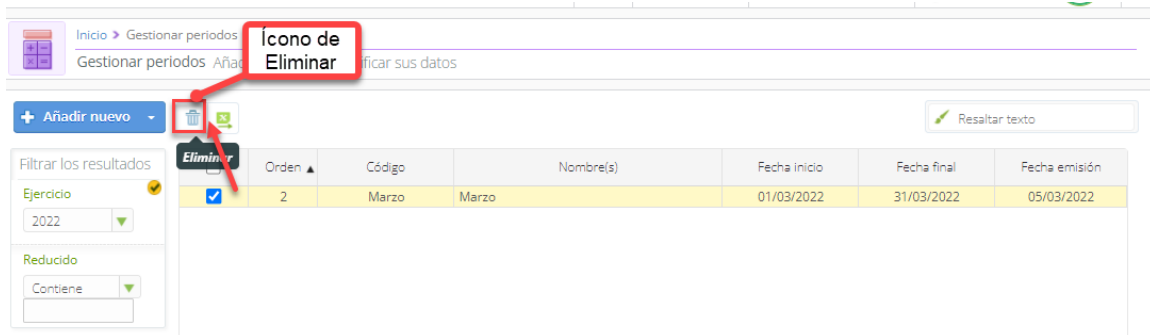 Inicio > Gestionar periodos
Ícono de
Eliminar
Gestionar periodos Aña ficar sus datos
Añadir nuevo
Resaltar texto
Eliminar
Filtrar los resultados
Orden Código Nombre(s) Fecha inicio Fecha final Fecha emisión
Ejercicio
2 Marzo Marzo 01/03/2022 31/03/2022 05/03/2022
2022
Reducido
Contiene